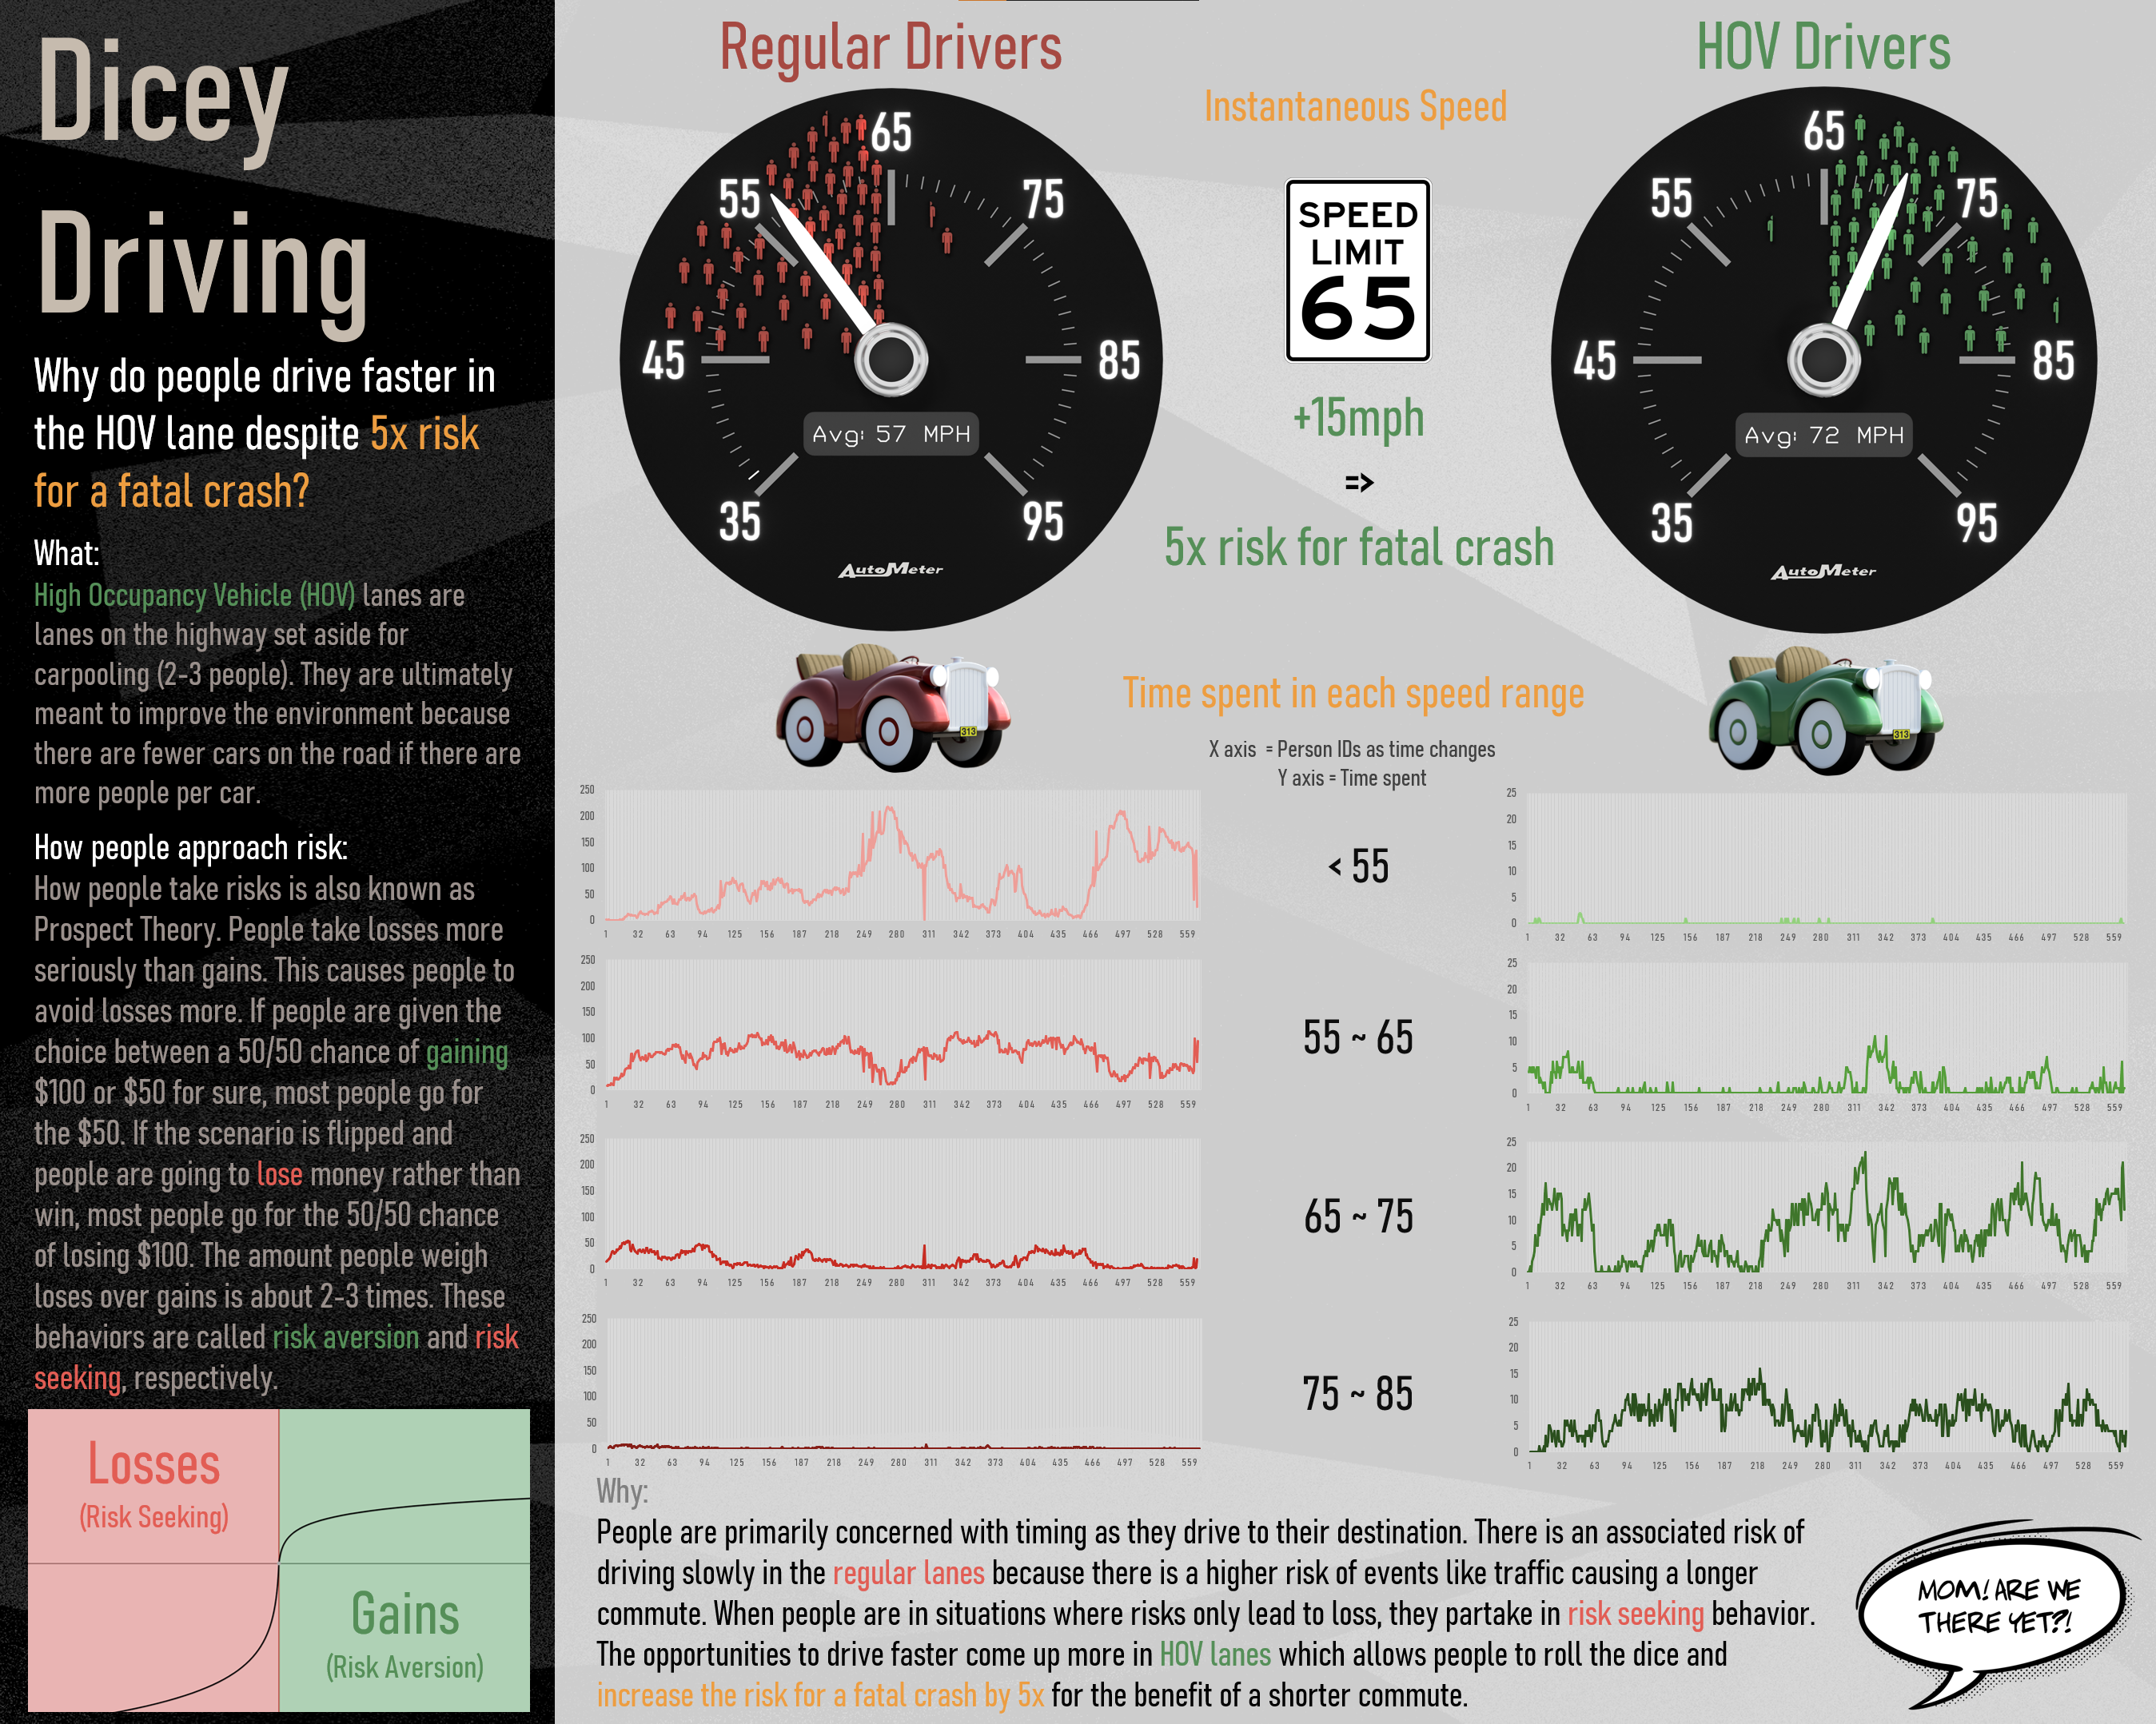 Dicey
Driving
Why do people drive faster in
the HOV lane despite 5x risk
for a fatal crash?
What:
High Occupancy Vehicle (HOV) lanes are
lanes on the highway set aside for
carpooling (2-3 people). They are ultimately
meant to improve the environment because
there are fewer cars on the road if there are
more people per car.
How people approach risk:
How people take risks is also known as
Prospect Theory. People take losses more
seriously than gains. This causes people to
avoid losses more. If people are given the
choice between a 50/50 chance of gaining
$100 or $50 for sure, most people go for
the $50. If the scenario is flipped and
people are going to lose money rather than
win, most people go for the 50/50 chance
of losing $100. The amount people weigh
loses over gains is about 2-3 times. These
behaviors are called risk aversion and risk
seeking, respectively.
Losses
(Risk Seeking)
Gains
(Risk Aversion)
Regular Drivers
65
55
75
45
85
Avg: 57 MPH
35
95
AutoMeter
313
Instantaneous Speed
SPEED
LIMIT
65
+15mph
=>
5x risk for fatal crash
HOV Drivers
65
55
75
45
85
Avg: 72 MPH
35
95
AutoMeter
313
Time spent in each speed range
X axis = Person IDs as time changes
Y axis = Time spent
250
200
150
100
50
0
1 32 63 94 125 156 187 218 249 280 311 342 373 404 435 466 497 528 559
< 55
25
20
15
10
5
0
1 32 63 94 125 156 187 218 249 280 311 342 373 404 435 466 497 528 559
250
200
150
100
50
0
1 32 63 94 125 156 187 218 249 280 311 342 373 404 435 466 497 528 559
55 ~ 65
25
20
15
10
5
0
1 32 63 94 125 156 187 218 249 280 311 342 373 404 435 466 497 528 559
250
200
150
100
50
0
1 32 63 94 125 156 187 218 249 280 311 342 373 404 435 466 497 528 559
65 ~ 75
25
20
15
10
5
0
1 32 63 94 125 156 187 218 249 280 311 342 373 404 435 466 497 528 559
250
200
150
100
50
0
1 32 63 94 125 156 187 218 249 280 311 342 373 404 435 466 497 528 559
75 ~ 85
25
20
15
10
5
0
1 32 63 94 125 156 187 218 249 280 311 342 373 404 435 466 497 528 559
Why:
People are primarily concerned with timing as they drive to their destination. There is an associated risk of
driving slowly in the regular lanes because there is a higher risk of events like traffic causing a longer
commute. When people are in situations where risks only lead to loss, they partake in risk seeking behavior.
The opportunities to drive faster come up more in HOV lanes which allows people to roll the dice and
increase the risk for a fatal crash by 5x for the benefit of a shorter commute.
MOM! ARE WE
THERE YET?!